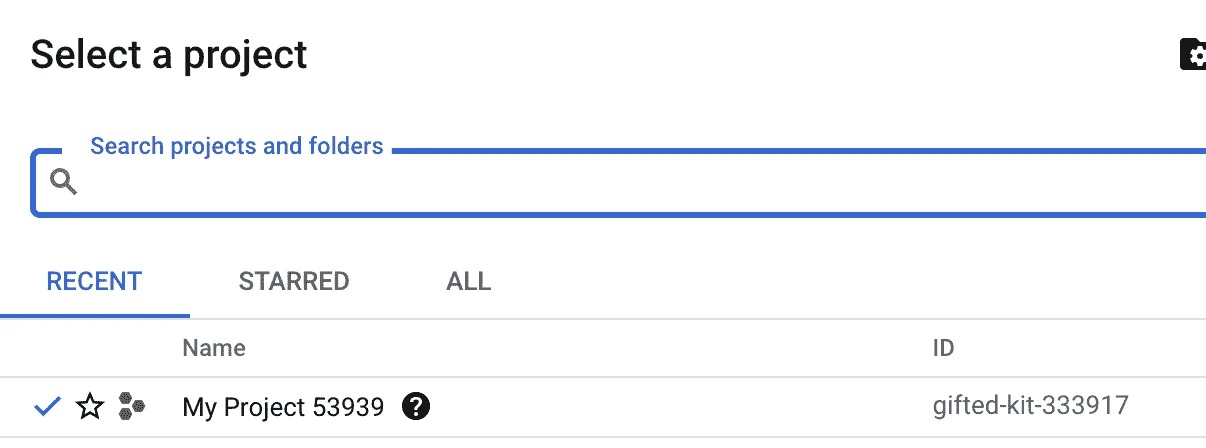 Select a project
Search projects and folders
RECENT STARRED ALL
Name ID
My Project 53939 ? gifted-kit-333917